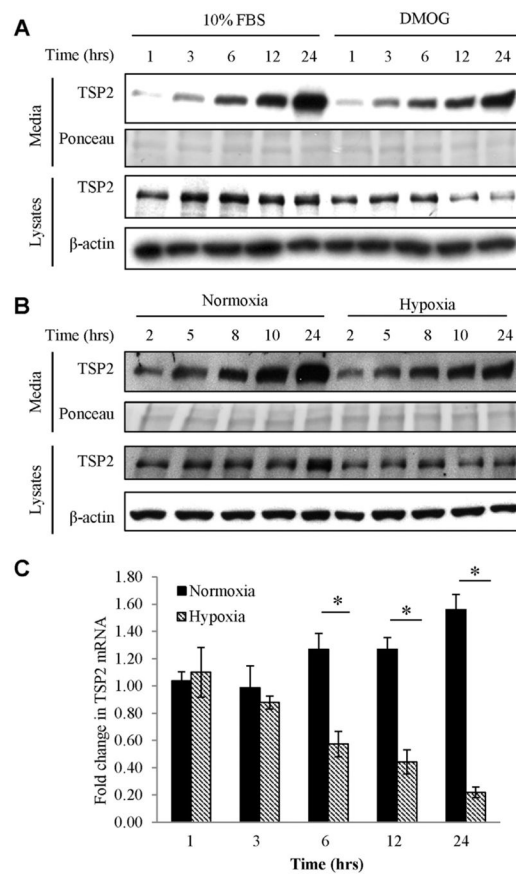 A
10% FBS DMOG
Time (hrs) 1 3 6 12 24 1 3 6 12 24
Media
TSP2
Ponceau
Lysates
TSP2
β-actin
B
Normoxia Hypoxia
Time (hrs) 2 5 8 10 24 2 5 8 10 24
Media
TSP2
Ponceau
Lysates
TSP2
β-actin
C
Fold change in TSP2 mRNA
1.80
1.60
1.40
1.20
1.00
0.80
0.60
0.40
0.20
0.00
Normoxia
Hypoxia
* * *
1 3 6 12 24
Time (hrs)